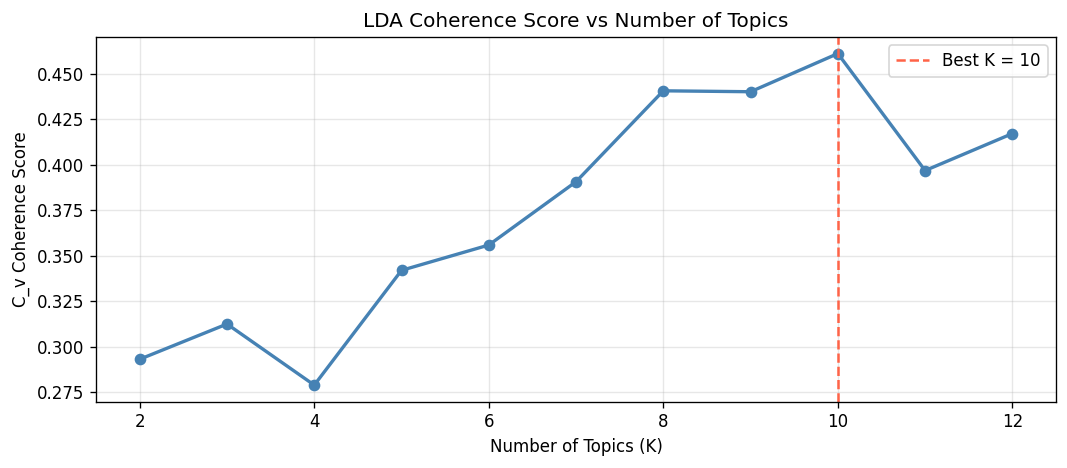 LDA Coherence Score vs Number of Topics
Best K = 10
C_v Coherence Score
0.450
0.425
0.400
0.375
0.350
0.325
0.300
0.275
2 4 6 8 10 12
Number of Topics (K)